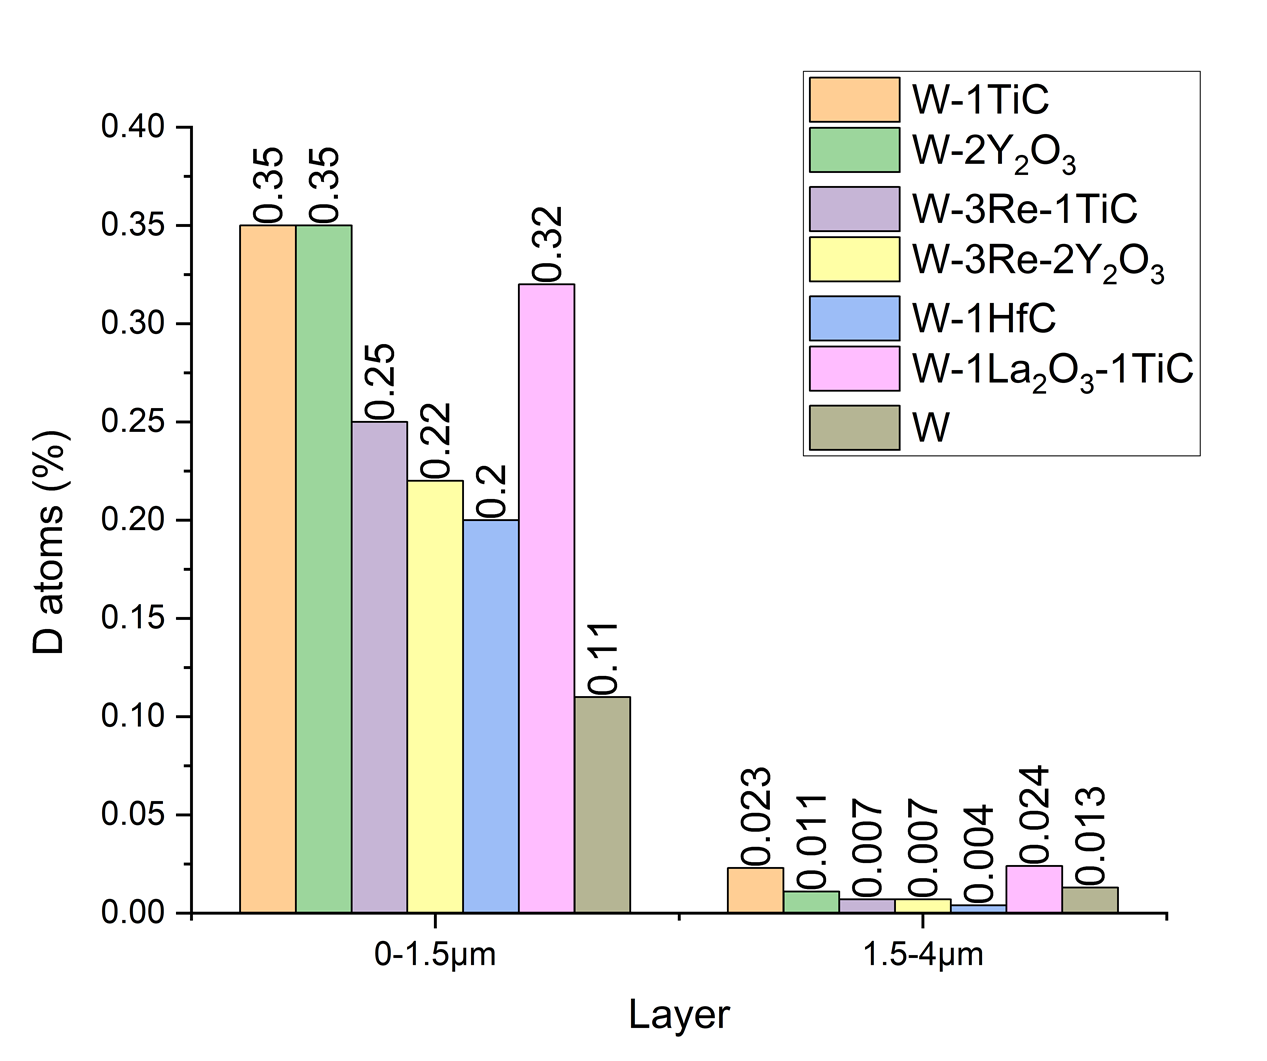 W-1TiC
W-2Y₂O₃
W-3Re-1TiC
W-3Re-2Y₂O₃
W-1HfC
W-1La₂O₃-1TiC
W
D atoms (%)
0.40
0.35
0.30
0.25
0.20
0.15
0.10
0.05
0.00
0.35
0.35
0.25
0.22
0.2
0.32
0.11
0.023
0.011
0.007
0.007
0.004
0.024
0.013
0-1.5μm
1.5-4μm
Layer